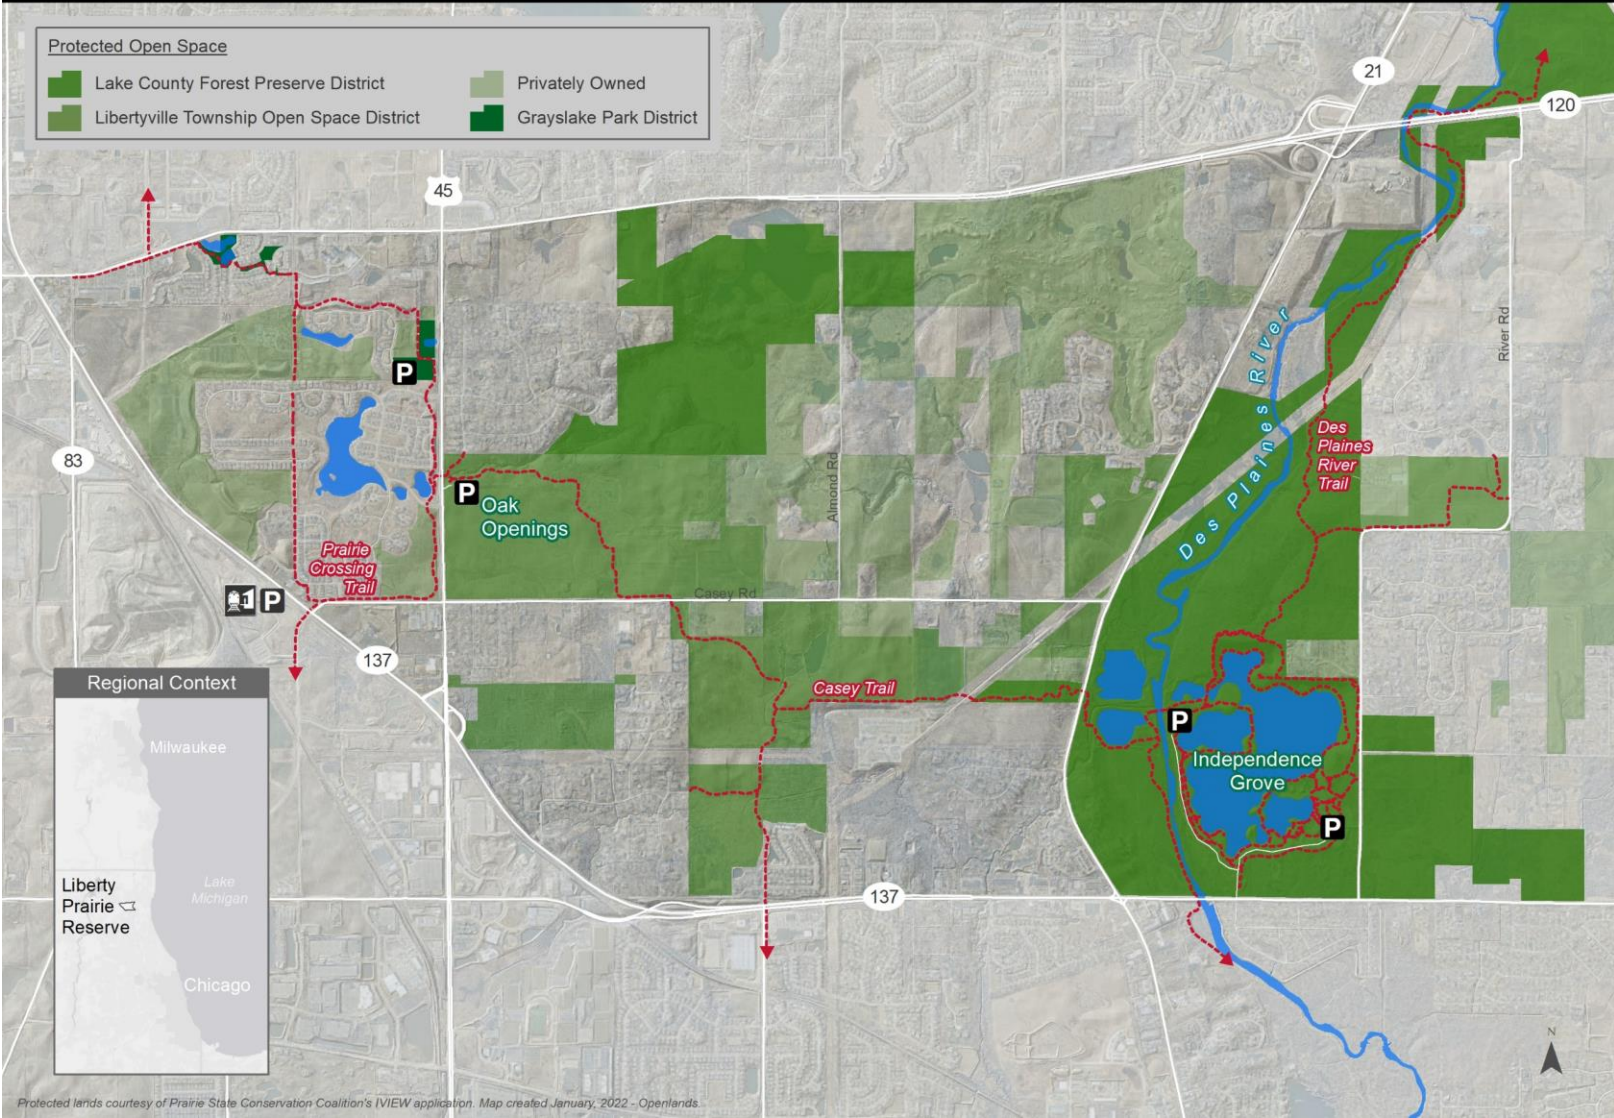 Protected Open Space
Lake County Forest Preserve District
Privately Owned
Libertyville Township Open Space District
Grayslake Park District
21
120
45
River Rd
Des Plaines River
P
Des
Plaines
River
Trail
83
Almond Rd
P
Oak
Openings
Prairie
Crossing
Trail
Casey Rd
P
137
Casey Trail
Regional Context
Milwaukee
P
Independence
Grove
P
Liberty
Prairie
Reserve
Lake
Michigan
137
Chicago
N
Protected lands courtesy of Prairie State Conservation Coalition's IVIEW application. Map created January, 2022 - Openlands